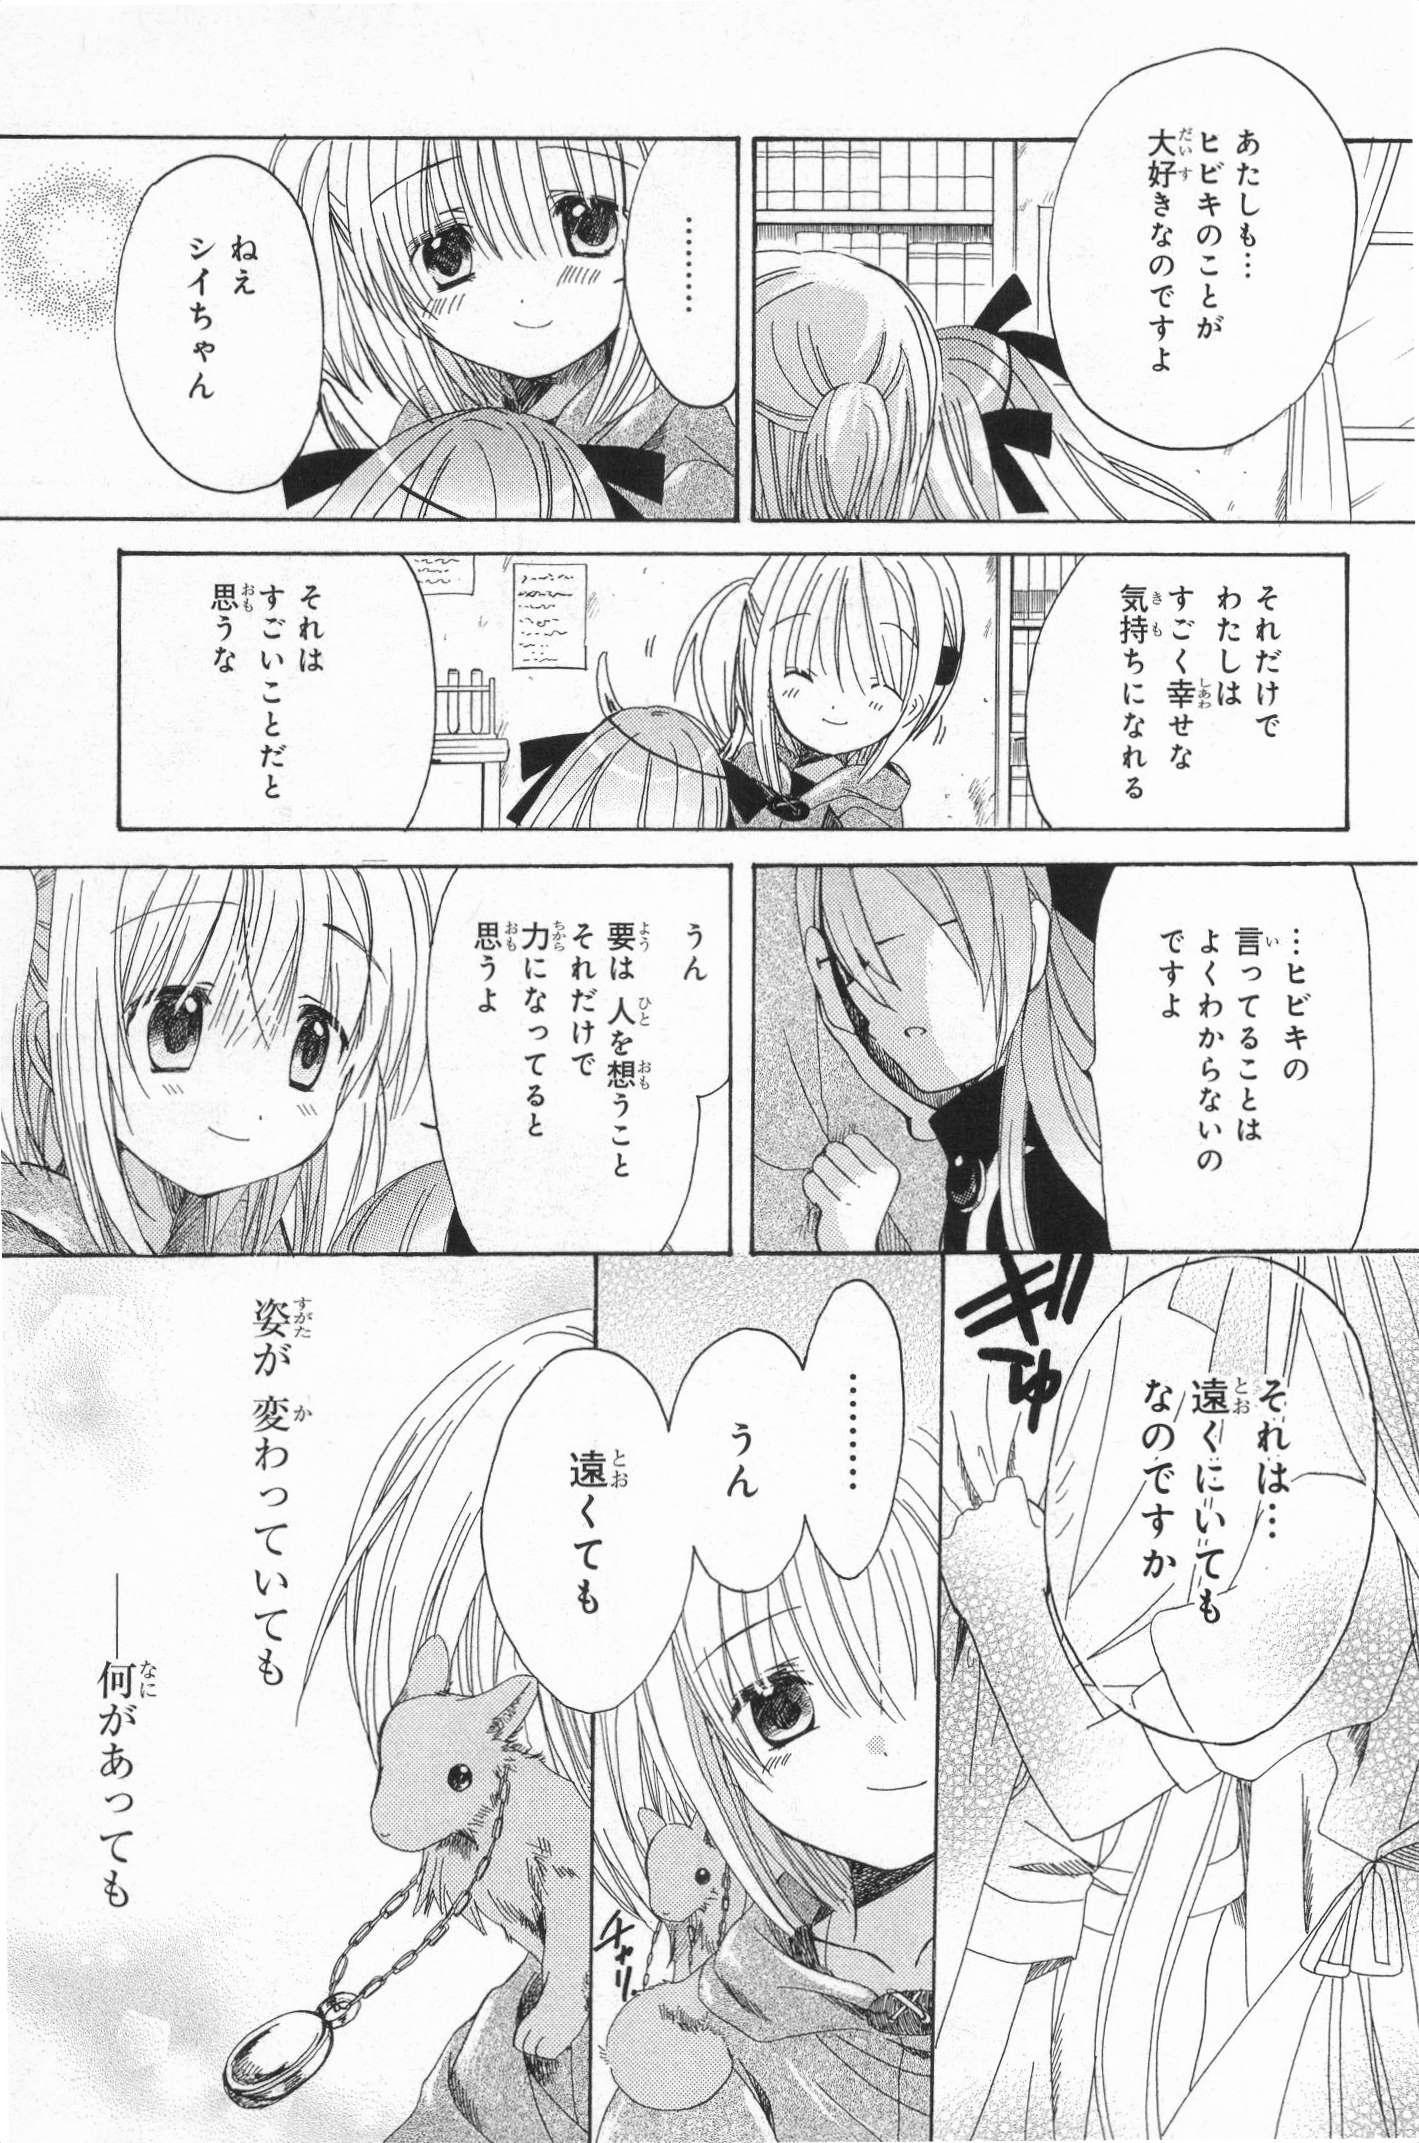 あたしも…
ヒビキのことが
大好きなのですよ
………
ねえ
シイちゃん
それだけで
わたしは
すごく幸せな
気持ちになれる
それは
すごいことだと
思うな
…ヒビキの
言ってることは
よくわからないの
ですよ
うん
要は 人を想うこと
それだけで
力になってると
思うよ
ギュ
それは…
遠くにいても
なのですか
………
うん
遠くても
チャリ
姿が 変わっていても
――何があっても